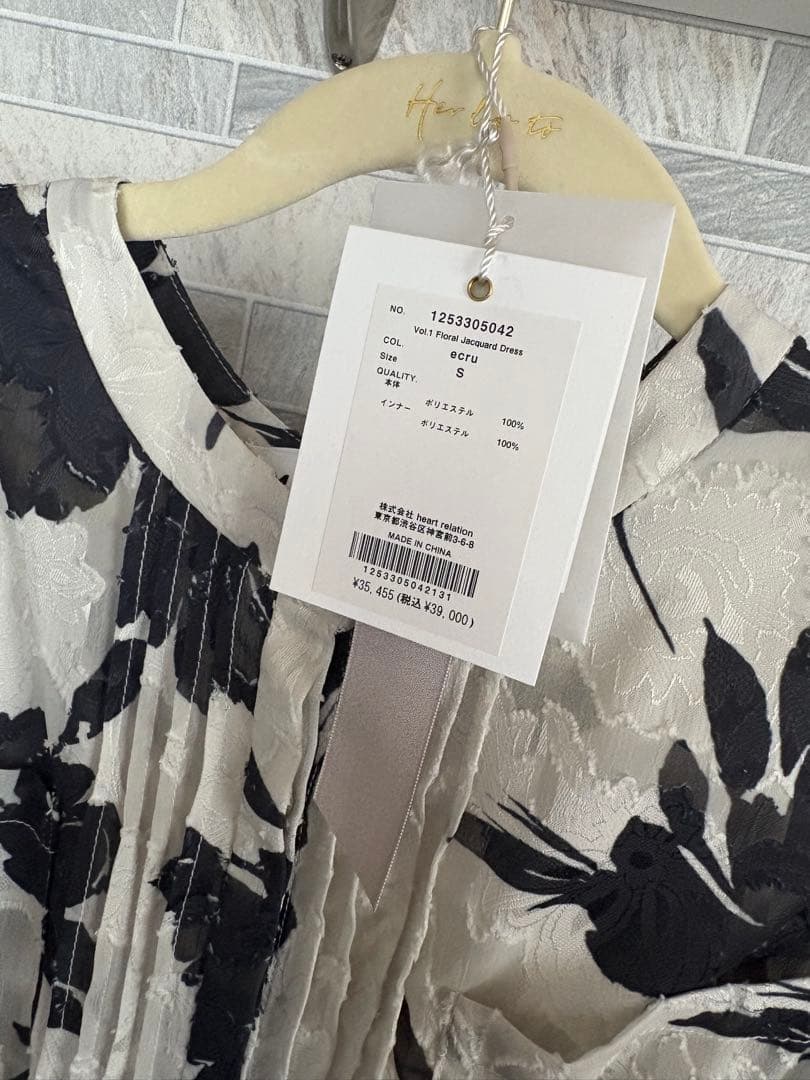 Her lip to
NO. 1253305042
Vol.1 Floral Jacquard Dress
COL. ecru
Size S
QUALITY.
本体 ポリエステル 100%
インナー ポリエステル 100%
株式会社 heart relation
東京都渋谷区神宮前3-6-8
MADE IN CHINA
1253305042131
¥35,455(税込¥39,000)